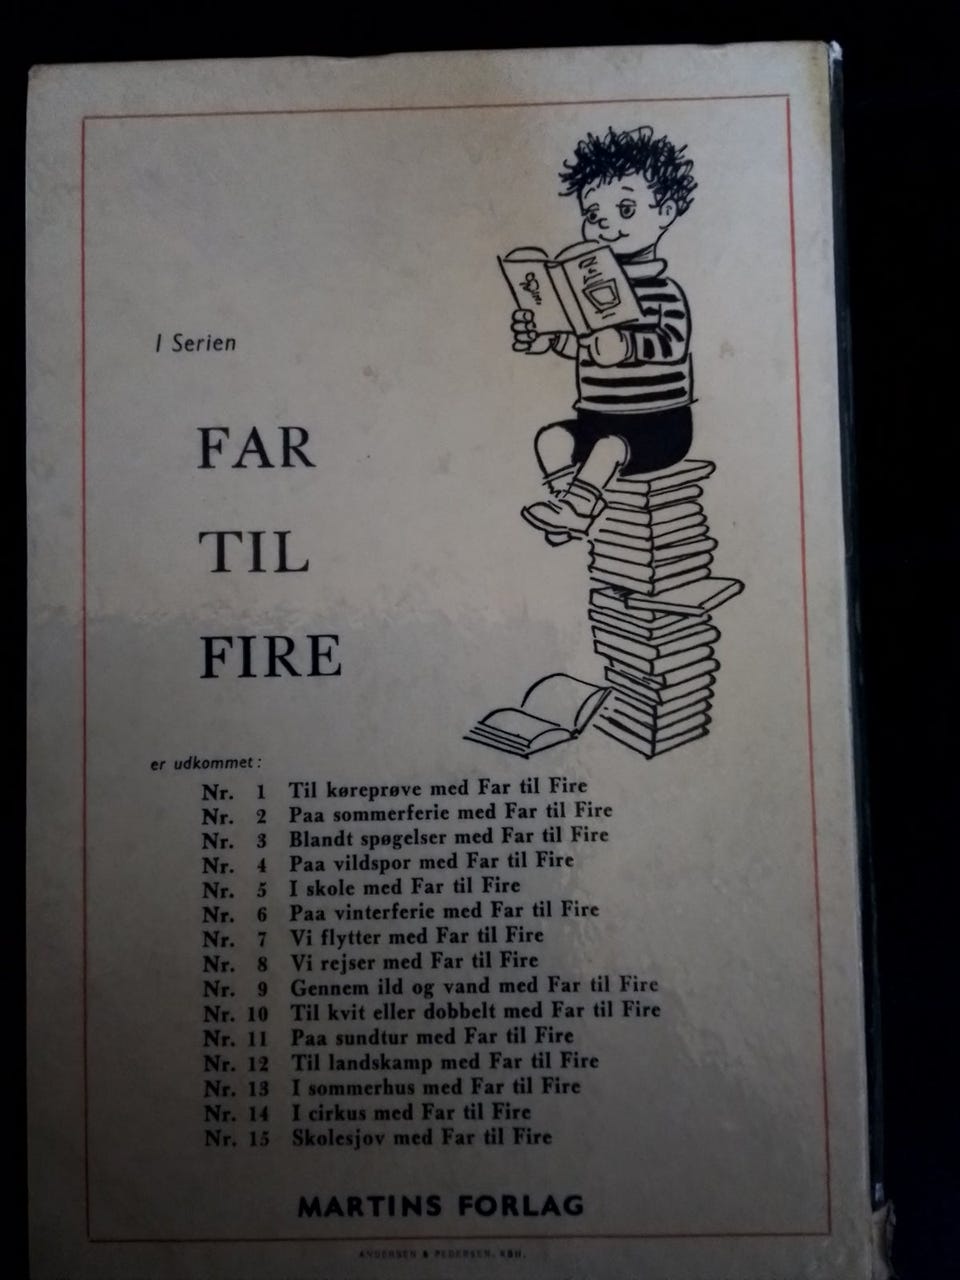 I Serien
FAR
TIL
FIRE
er udkommet:
Nr. 1 Til køreprøve med Far til Fire
Nr. 2 Paa sommerferie med Far til Fire
Nr. 3 Blandt spøgelser med Far til Fire
Nr. 4 Paa vildspor med Far til Fire
Nr. 5 I skole med Far til Fire
Nr. 6 Paa vinterferie med Far til Fire
Nr. 7 Vi flytter med Far til Fire
Nr. 8 Vi rejser med Far til Fire
Nr. 9 Gennem ild og vand med Far til Fire
Nr. 10 Til kvit eller dobbelt med Far til Fire
Nr. 11 Paa sundtur med Far til Fire
Nr. 12 Til landskamp med Far til Fire
Nr. 13 I sommerhus med Far til Fire
Nr. 14 I cirkus med Far til Fire
Nr. 15 Skolesjov med Far til Fire
MARTINS FORLAG
ANDERSEN & PEDERSEN, KBH.